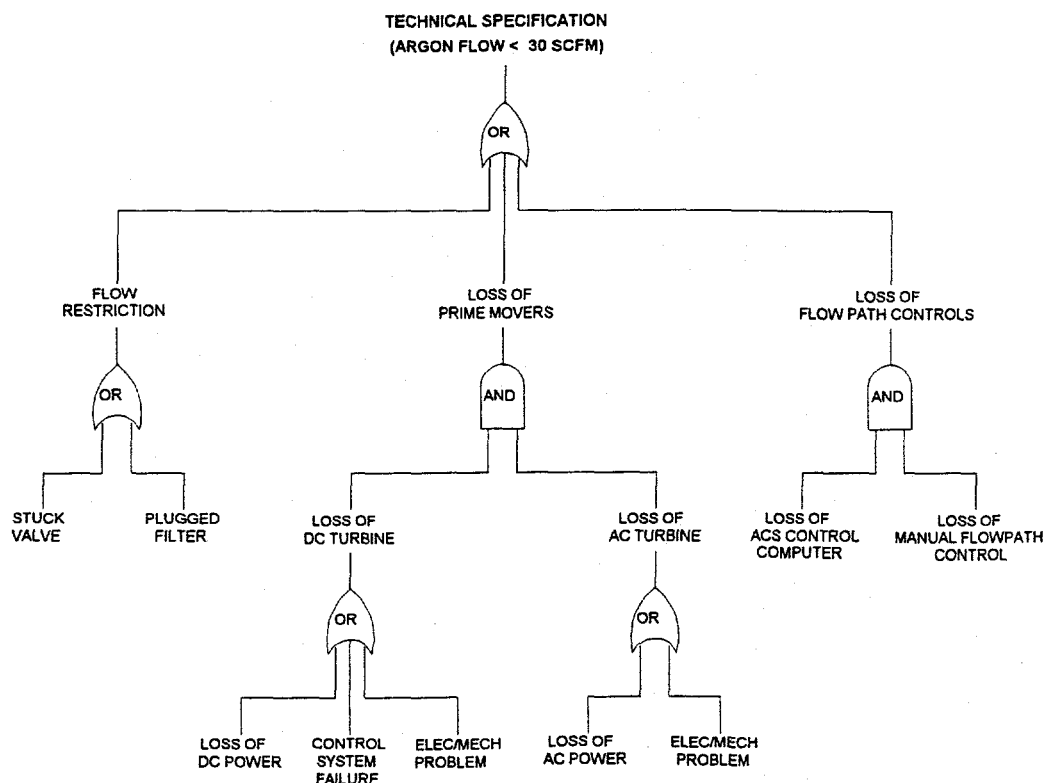 TECHNICAL SPECIFICATION
(ARGON FLOW < 30 SCFM)
OR
FLOW
RESTRICTION
LOSS OF
PRIME MOVERS
LOSS OF
FLOW PATH CONTROLS
OR
AND
AND
STUCK
VALVE
PLUGGED
FILTER
LOSS OF
DC TURBINE
LOSS OF
AC TURBINE
LOSS OF
ACS CONTROL
COMPUTER
LOSS OF
MANUAL FLOWPATH
CONTROL
OR
OR
LOSS OF
DC POWER
CONTROL
SYSTEM
FAILURE
ELEC/MECH
PROBLEM
LOSS OF
AC POWER
ELEC/MECH
PROBLEM